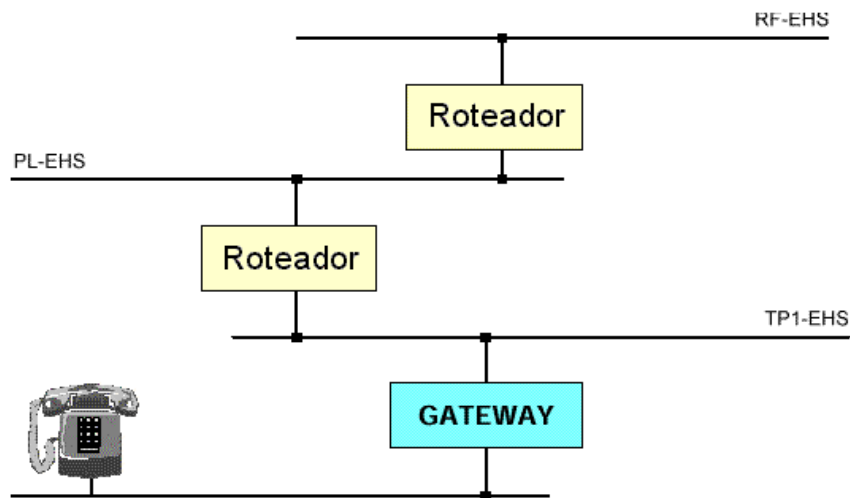 RF-EHS
Roteador
PL-EHS
Roteador
TP1-EHS
GATEWAY